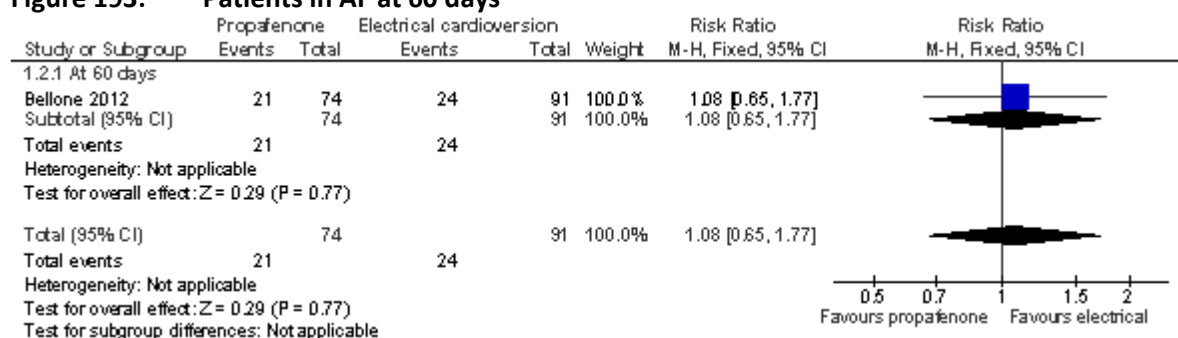 Figure 193: Patients in AF at 60 days
Propafenone Electrical cardioversion Risk Ratio Risk Ratio
Study or Subgroup Events Total Events Total Weight M-H, Fixed, 95% CI M-H, Fixed, 95% CI
1.2.1 At 60 days
Bellone 2012 21 74 24 91 100.0% 1.08 [0.65, 1.77]
Subtotal (95% CI) 74 91 100.0% 1.08 [0.65, 1.77]
Total events 21 24
Heterogeneity: Not applicable
Test for overall effect: Z = 0.29 (P = 0.77)
Total (95% CI) 74 91 100.0% 1.08 [0.65, 1.77]
Total events 21 24
Heterogeneity: Not applicable
Test for overall effect: Z = 0.29 (P = 0.77)
Test for subgroup differences: Not applicable
0.5 0.7 1 1.5 2
Favours propafenone Favours electrical